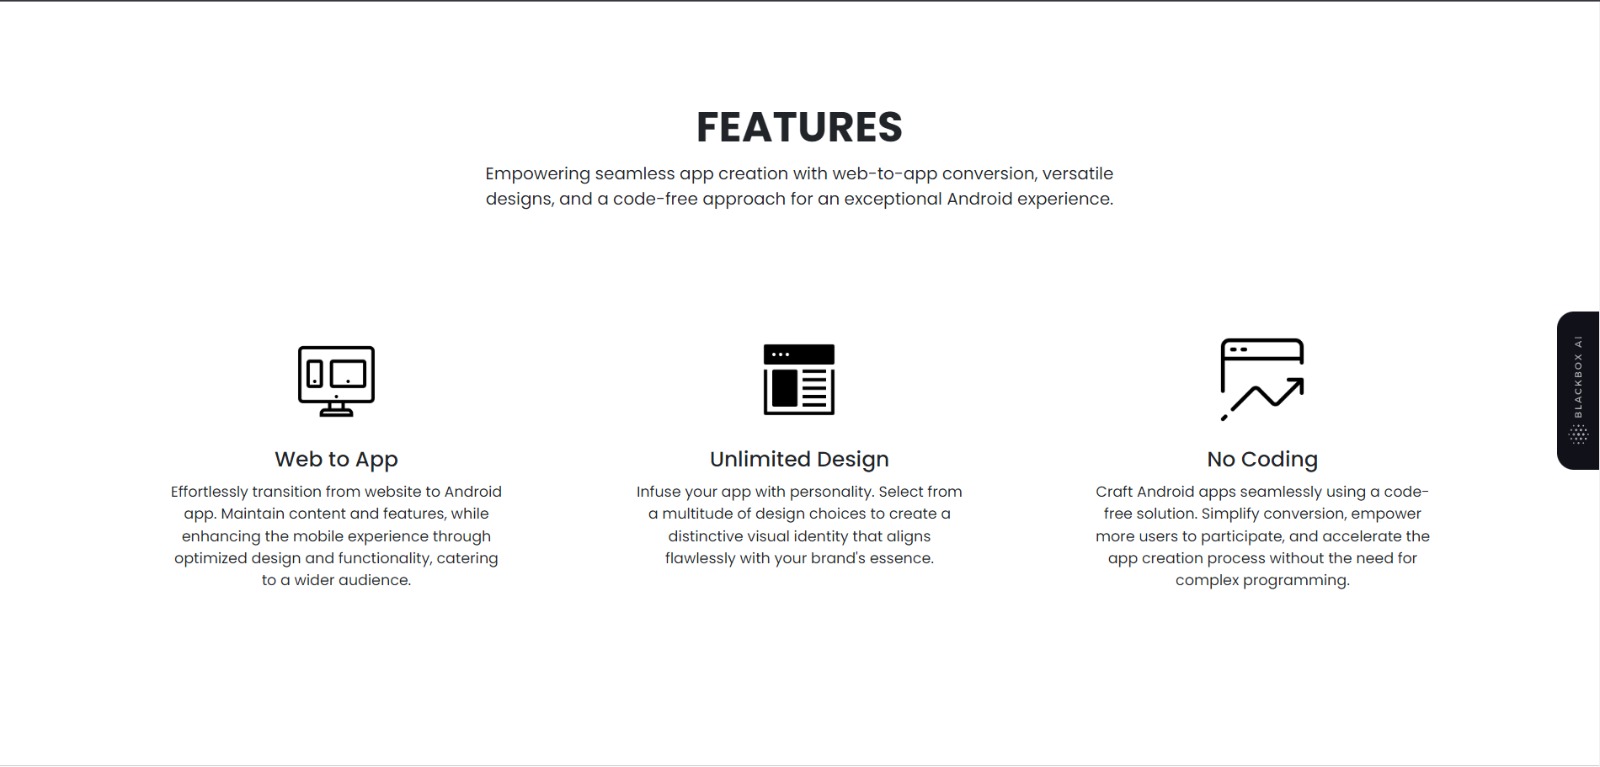 FEATURES
Empowering seamless app creation with web-to-app conversion, versatile
designs, and a code-free approach for an exceptional Android experience.
Web to App
Effortlessly transition from website to Android
app. Maintain content and features, while
enhancing the mobile experience through
optimized design and functionality, catering
to a wider audience.
Unlimited Design
Infuse your app with personality. Select from
a multitude of design choices to create a
distinctive visual identity that aligns
flawlessly with your brand's essence.
No Coding
Craft Android apps seamlessly using a code-
free solution. Simplify conversion, empower
more users to participate, and accelerate the
app creation process without the need for
complex programming.
BLACKBOX AI